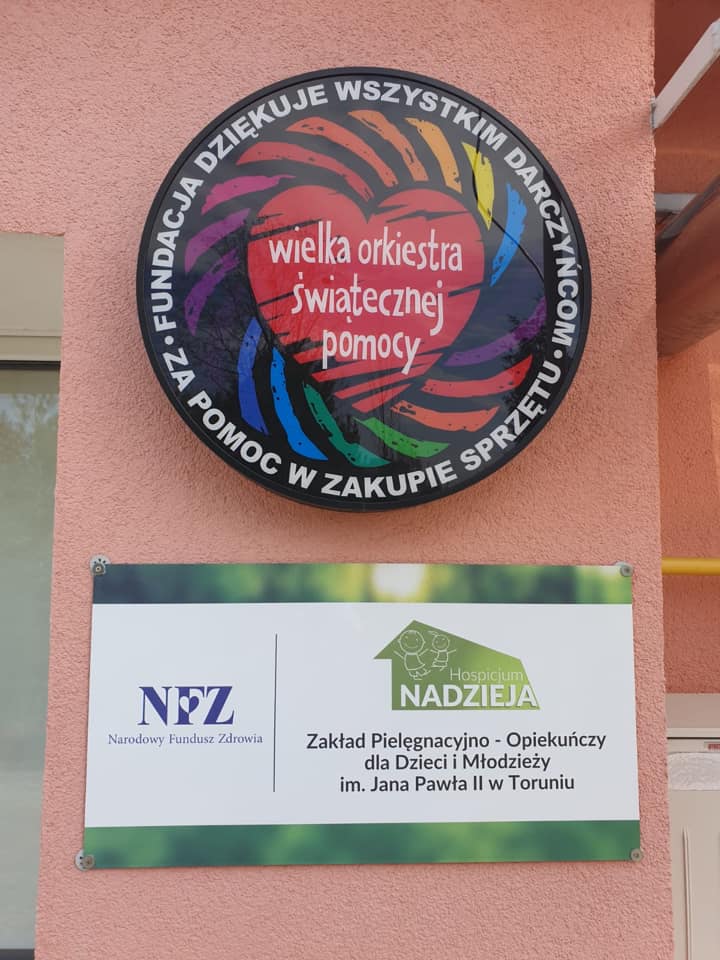 FUNDACJA DZIĘKUJE WSZYSTKIM DARCZYŃCOM
• ZA POMOC W ZAKUPIE SPRZĘTU •
wielka orkiestra
świątecznej
pomocy
NFZ
Narodowy Fundusz Zdrowia
Hospicjum
NADZIEJA
Zakład Pielęgnacyjno - Opiekuńczy
dla Dzieci i Młodzieży
im. Jana Pawła II w Toruniu